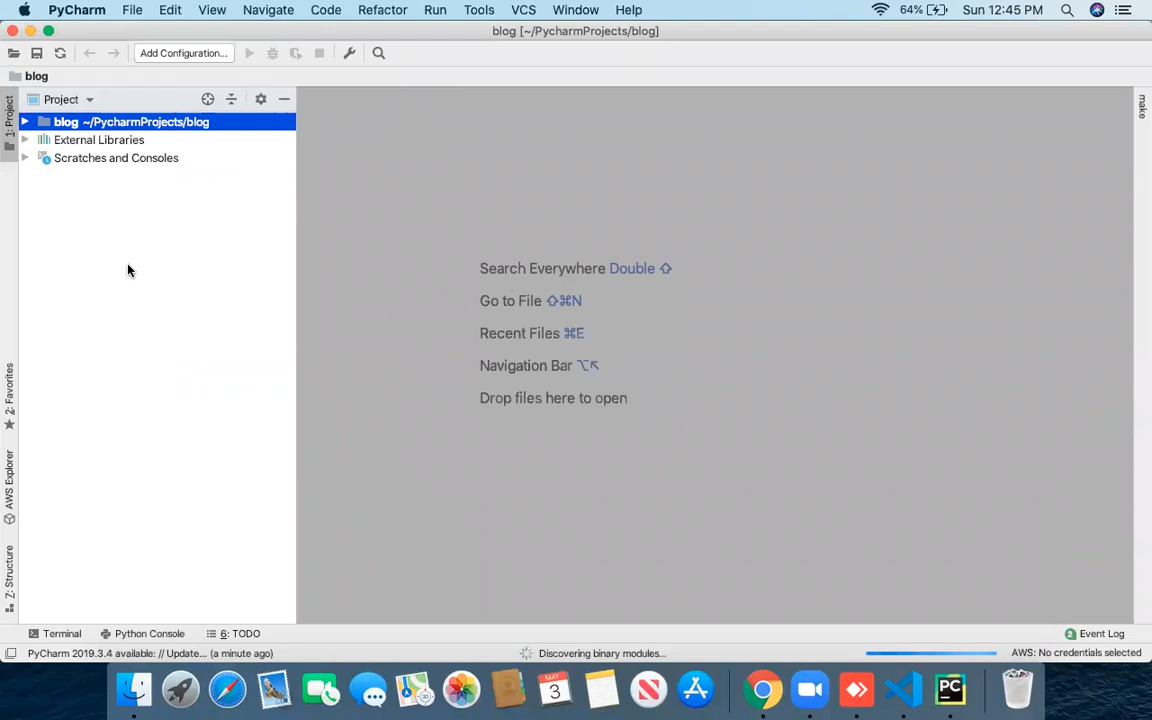 PyCharm File Edit View Navigate Code Refactor Run Tools VCS Window Help 64% Sun 12:45 PM
blog [~/PycharmProjects/blog]
Add Configuration...
blog
Project
blog ~/PycharmProjects/blog
External Libraries
Scratches and Consoles
1: Project
2: Favorites
AWS Explorer
Z: Structure
make
Search Everywhere Double ⇧
Go to File ⇧⌘N
Recent Files ⌘E
Navigation Bar ⌥↖
Drop files here to open
Terminal Python Console 6: TODO 2 Event Log
PyCharm 2019.3.4 available: // Update... (a minute ago) Discovering binary modules... AWS: No credentials selected
MAY
3
PC